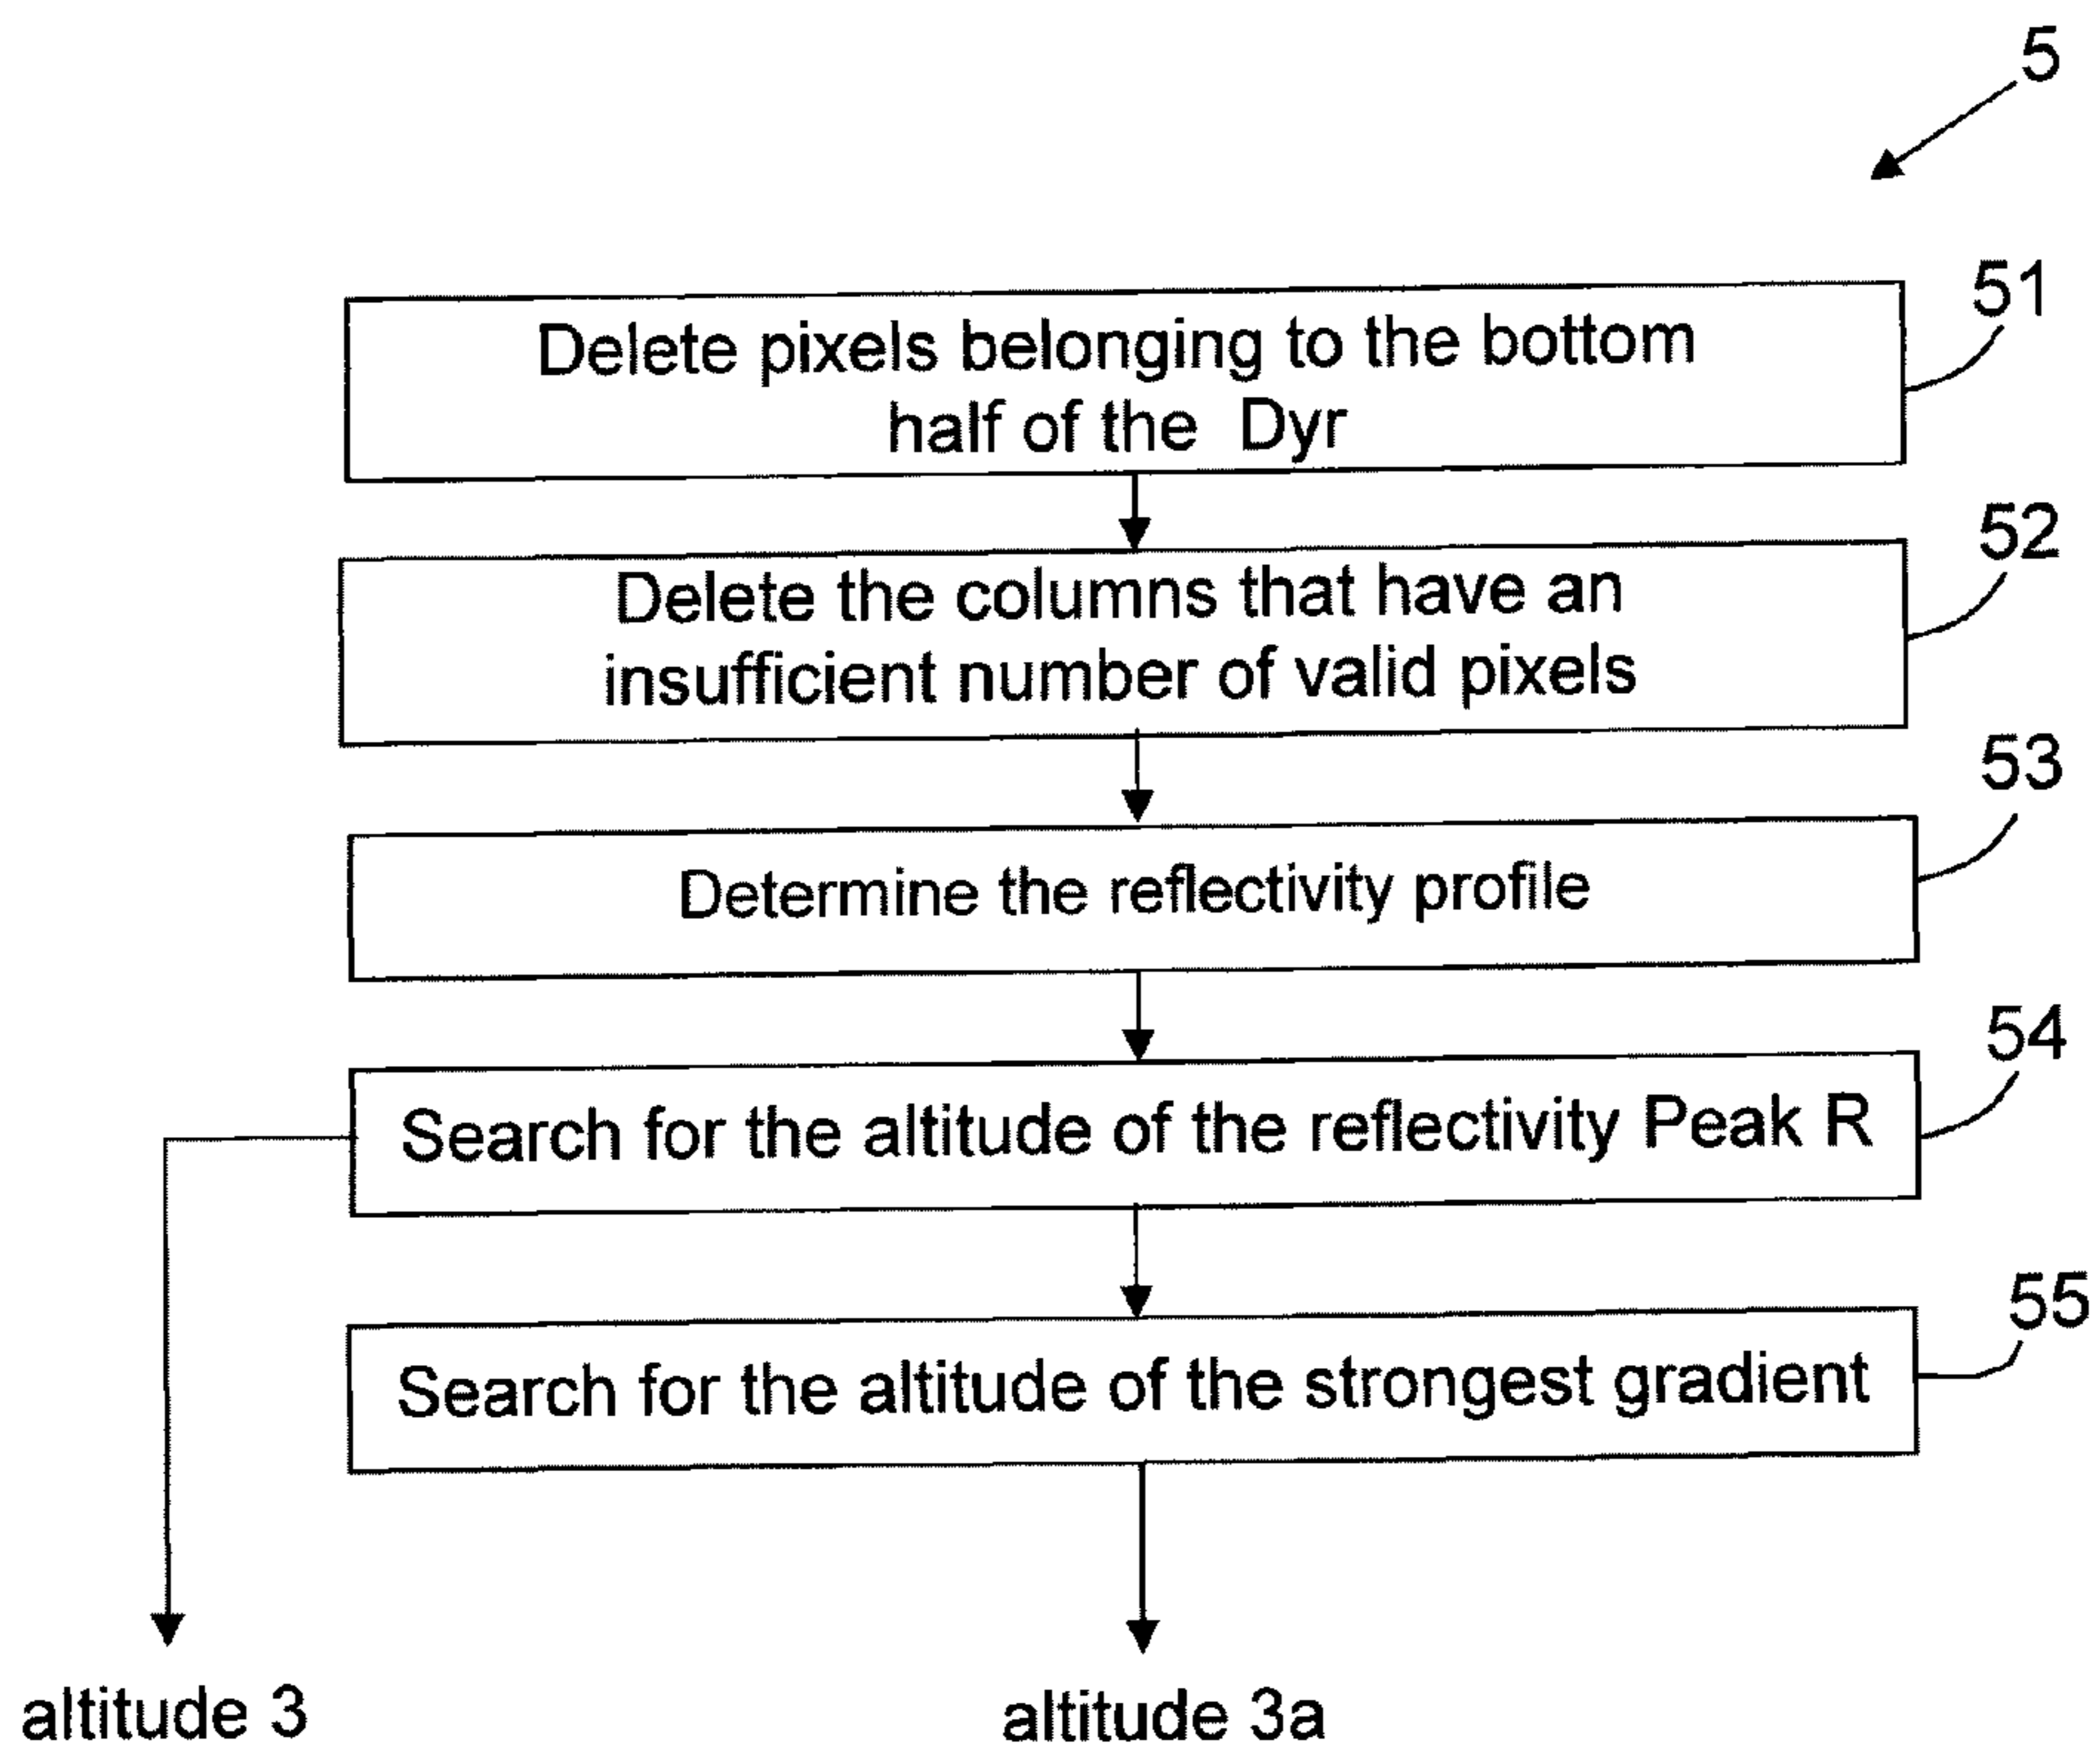 5
51
Delete pixels belonging to the bottom
half of the Dyr
52
Delete the columns that have an
insufficient number of valid pixels
53
Determine the reflectivity profile
54
Search for the altitude of the reflectivity Peak R
55
Search for the altitude of the strongest gradient
altitude 3
altitude 3a